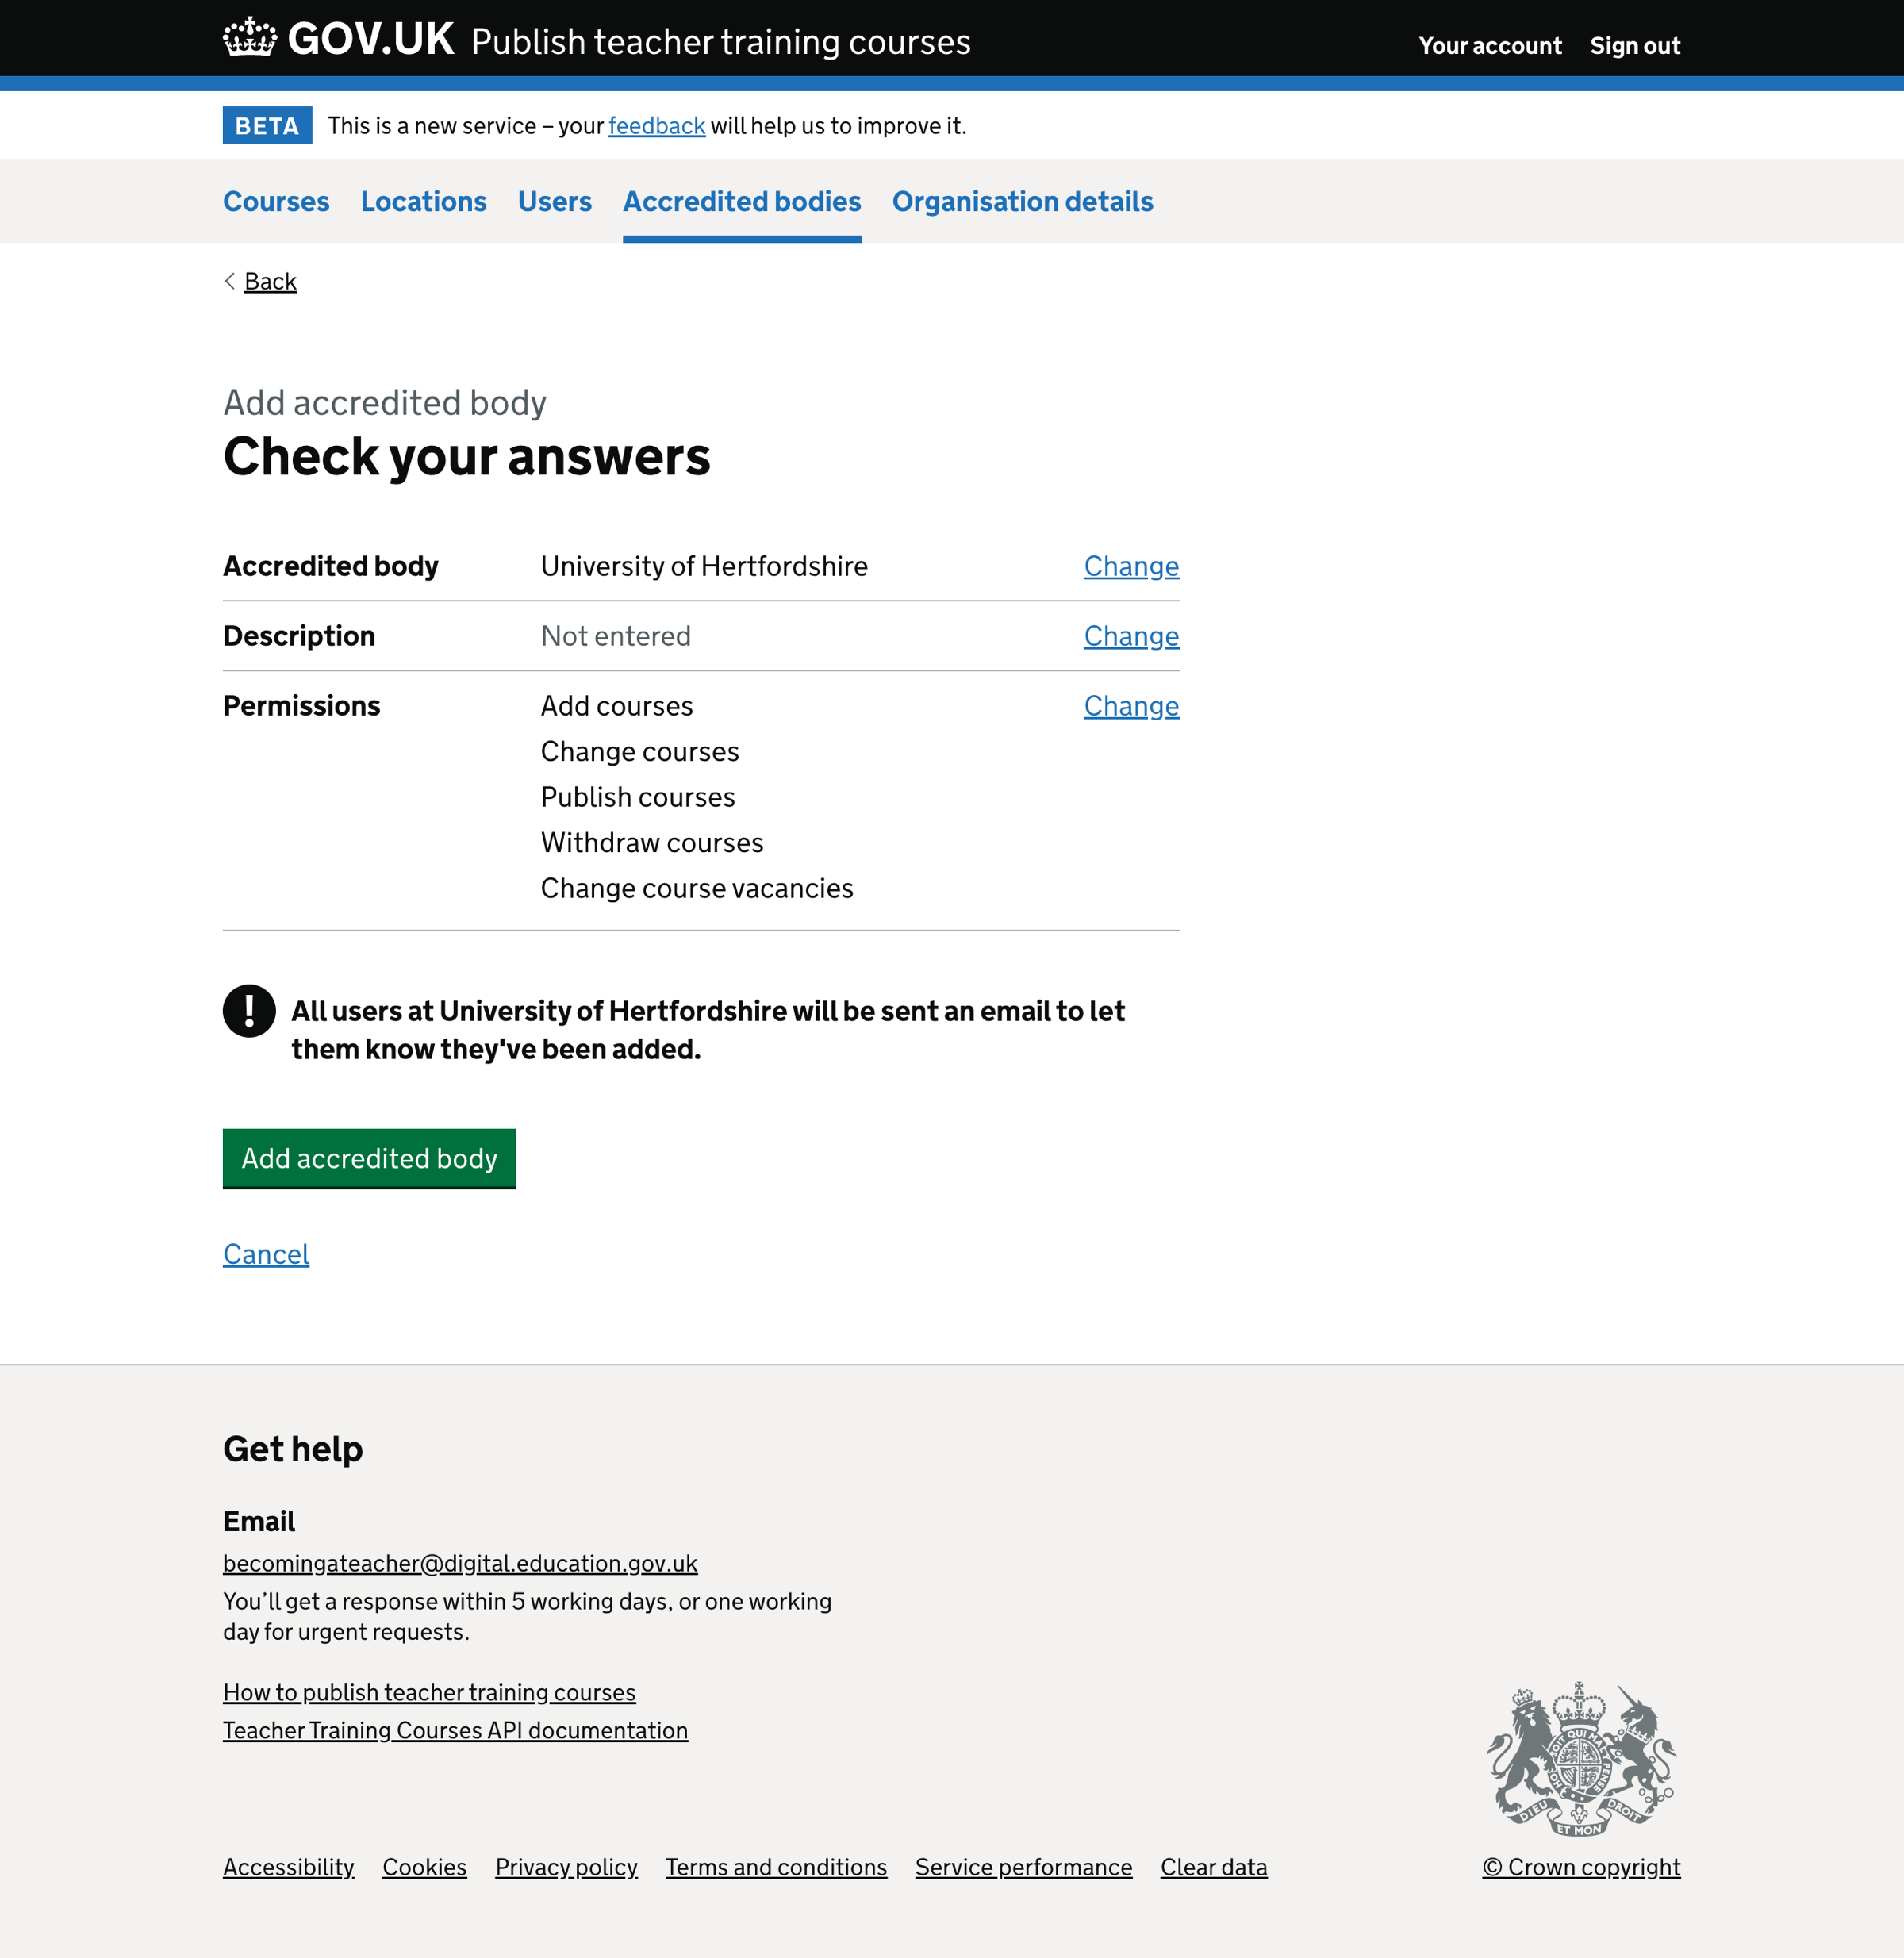 GOV.UK Publish teacher training courses Your account Sign out
BETA This is a new service – your feedback will help us to improve it.
Courses Locations Users Accredited bodies Organisation details
Back
Add accredited body
Check your answers
Accredited body University of Hertfordshire Change
Description Not entered Change
Permissions Add courses Change
Change courses
Publish courses
Withdraw courses
Change course vacancies
! All users at University of Hertfordshire will be sent an email to let
them know they've been added.
Add accredited body
Cancel
Get help
Email
becomingateacher@digital.education.gov.uk
You’ll get a response within 5 working days, or one working
day for urgent requests.
How to publish teacher training courses
Teacher Training Courses API documentation
DIEU ET MON DROIT
Accessibility Cookies Privacy policy Terms and conditions Service performance Clear data © Crown copyright